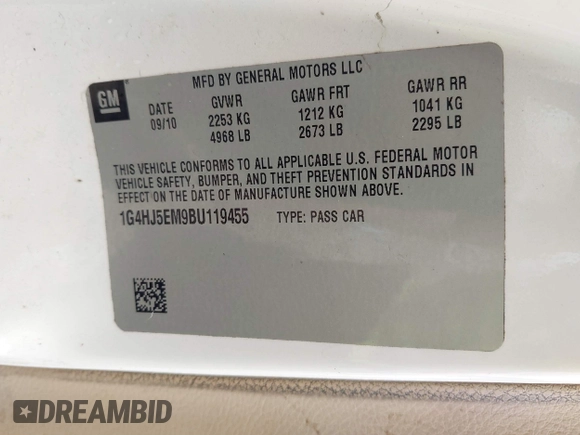 MFD BY GENERAL MOTORS LLC
GM
DATE GVWR GAWR FRT GAWR RR
09/10 2253 KG 1212 KG 1041 KG
4968 LB 2673 LB 2295 LB
THIS VEHICLE CONFORMS TO ALL APPLICABLE U.S. FEDERAL MOTOR
VEHICLE SAFETY, BUMPER, AND THEFT PREVENTION STANDARDS IN
EFFECT ON THE DATE OF MANUFACTURE SHOWN ABOVE.
1G4HJ5EM9BU119455 TYPE: PASS CAR
DREAMBID